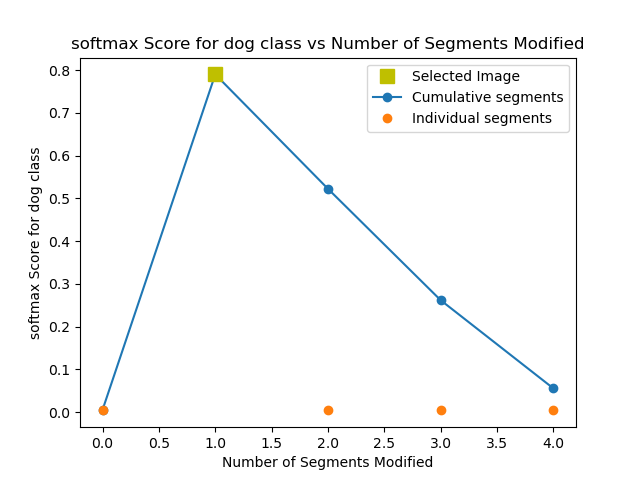 softmax Score for dog class vs Number of Segments Modified
Selected Image
Cumulative segments
Individual segments
softmax Score for dog class
0.8
0.7
0.6
0.5
0.4
0.3
0.2
0.1
0.0
0.0 0.5 1.0 1.5 2.0 2.5 3.0 3.5 4.0
Number of Segments Modified